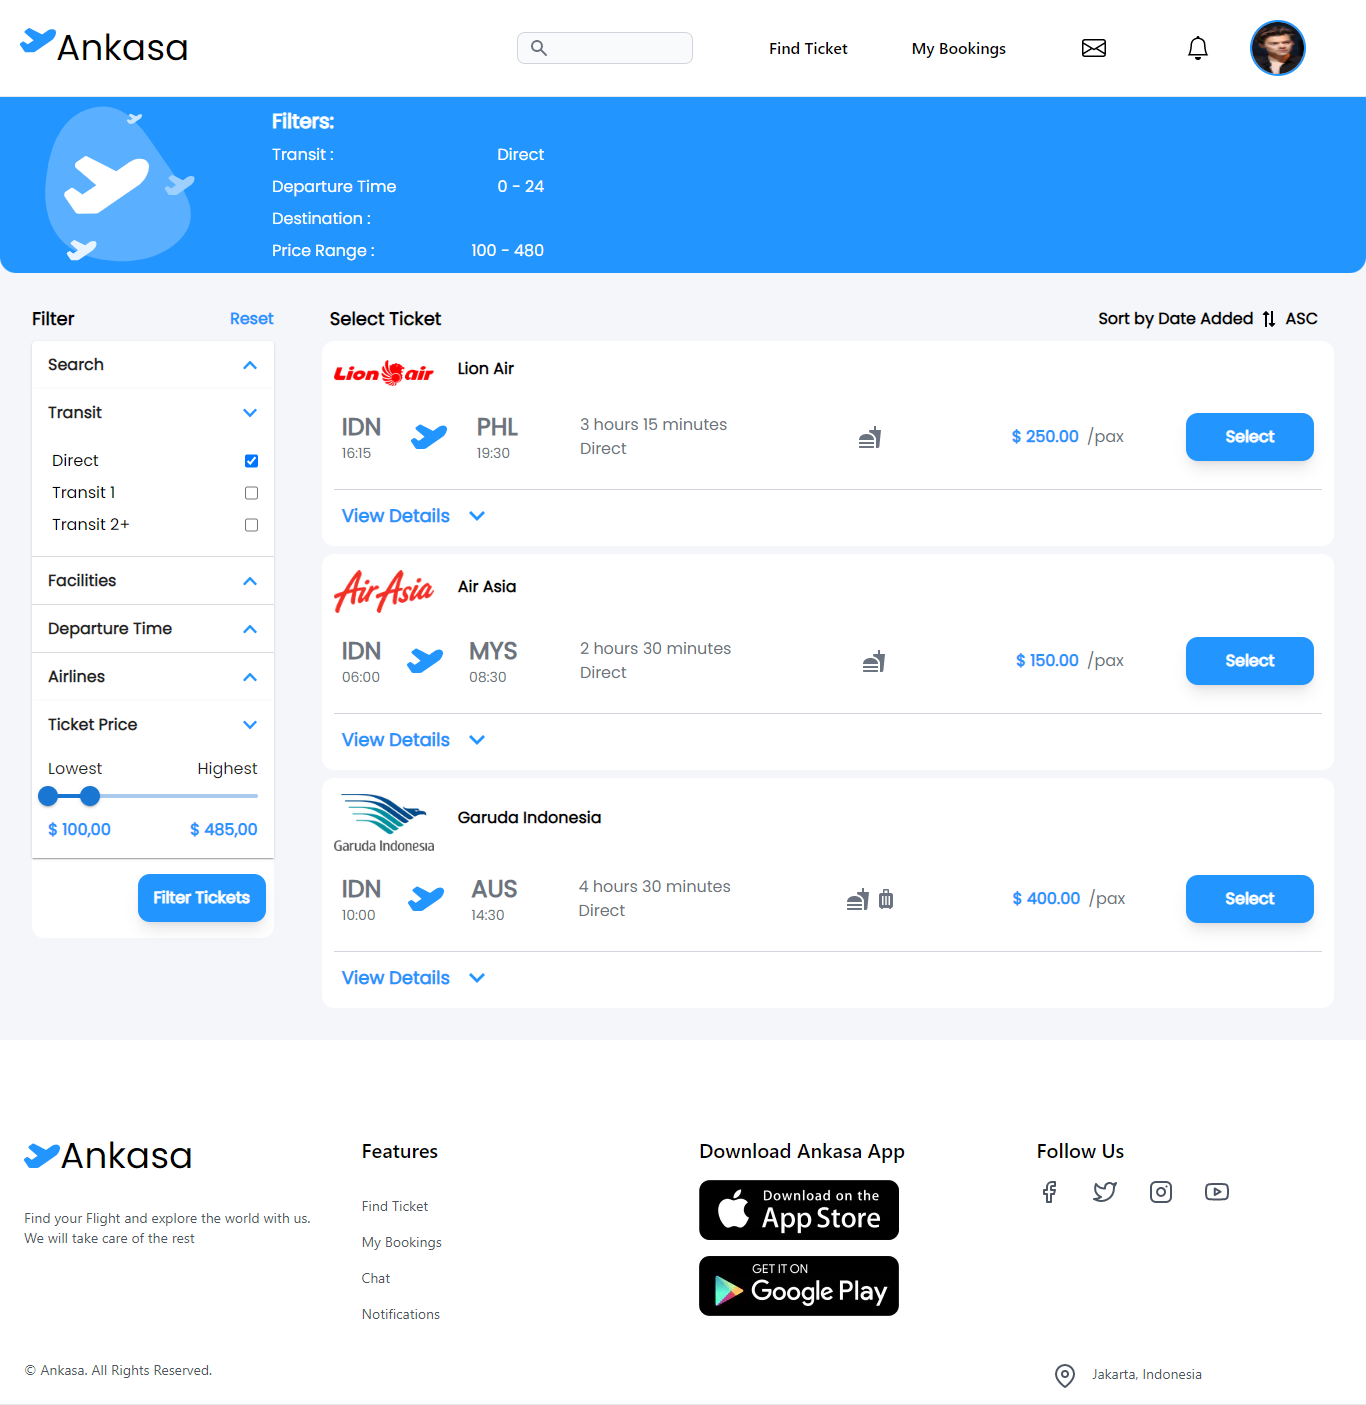 Ankasa
Find Ticket
My Bookings
Filters:
Transit : Direct
Departure Time 0 - 24
Destination :
Price Range : 100 - 480
Filter Reset
Search
Transit
Direct
Transit 1
Transit 2+
Facilities
Departure Time
Airlines
Ticket Price
Lowest Highest
$ 100,00 $ 485,00
Filter Tickets
Select Ticket
Sort by Date Added ASC
Lion air Lion Air
IDN PHL
16:15 19:30
3 hours 15 minutes
Direct
$ 250.00 /pax
Select
View Details
AirAsia Air Asia
IDN MYS
06:00 08:30
2 hours 30 minutes
Direct
$ 150.00 /pax
Select
View Details
Garuda Indonesia
Garuda Indonesia
IDN AUS
10:00 14:30
4 hours 30 minutes
Direct
$ 400.00 /pax
Select
View Details
Ankasa
Find your Flight and explore the world with us.
We will take care of the rest
Features
Find Ticket
My Bookings
Chat
Notifications
Download Ankasa App
Download on the
App Store
GET IT ON
Google Play
Follow Us
© Ankasa. All Rights Reserved.
Jakarta, Indonesia